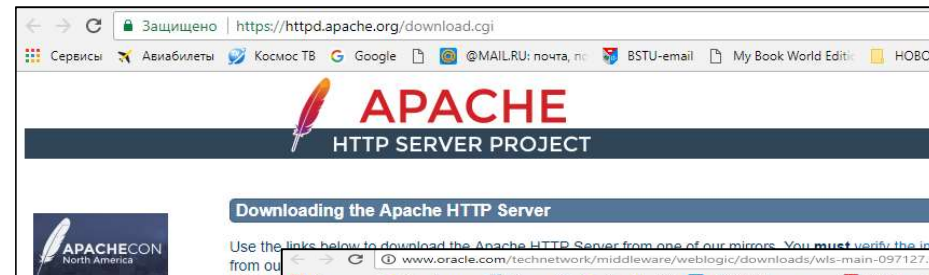 Защищено | https://httpd.apache.org/download.cgi
Сервисы Авиабилеты Космос ТВ Google @MAIL.RU: почта, по BSTU-email My Book World Editio НОВО
APACHE
HTTP SERVER PROJECT
Downloading the Apache HTTP Server
APACHECON
North America
Use the links below to download the Apache HTTP Server from one of our mirrors. You must verify the in
from ou
www.oracle.com/technetwork/middleware/weblogic/downloads/wls-main-097127.